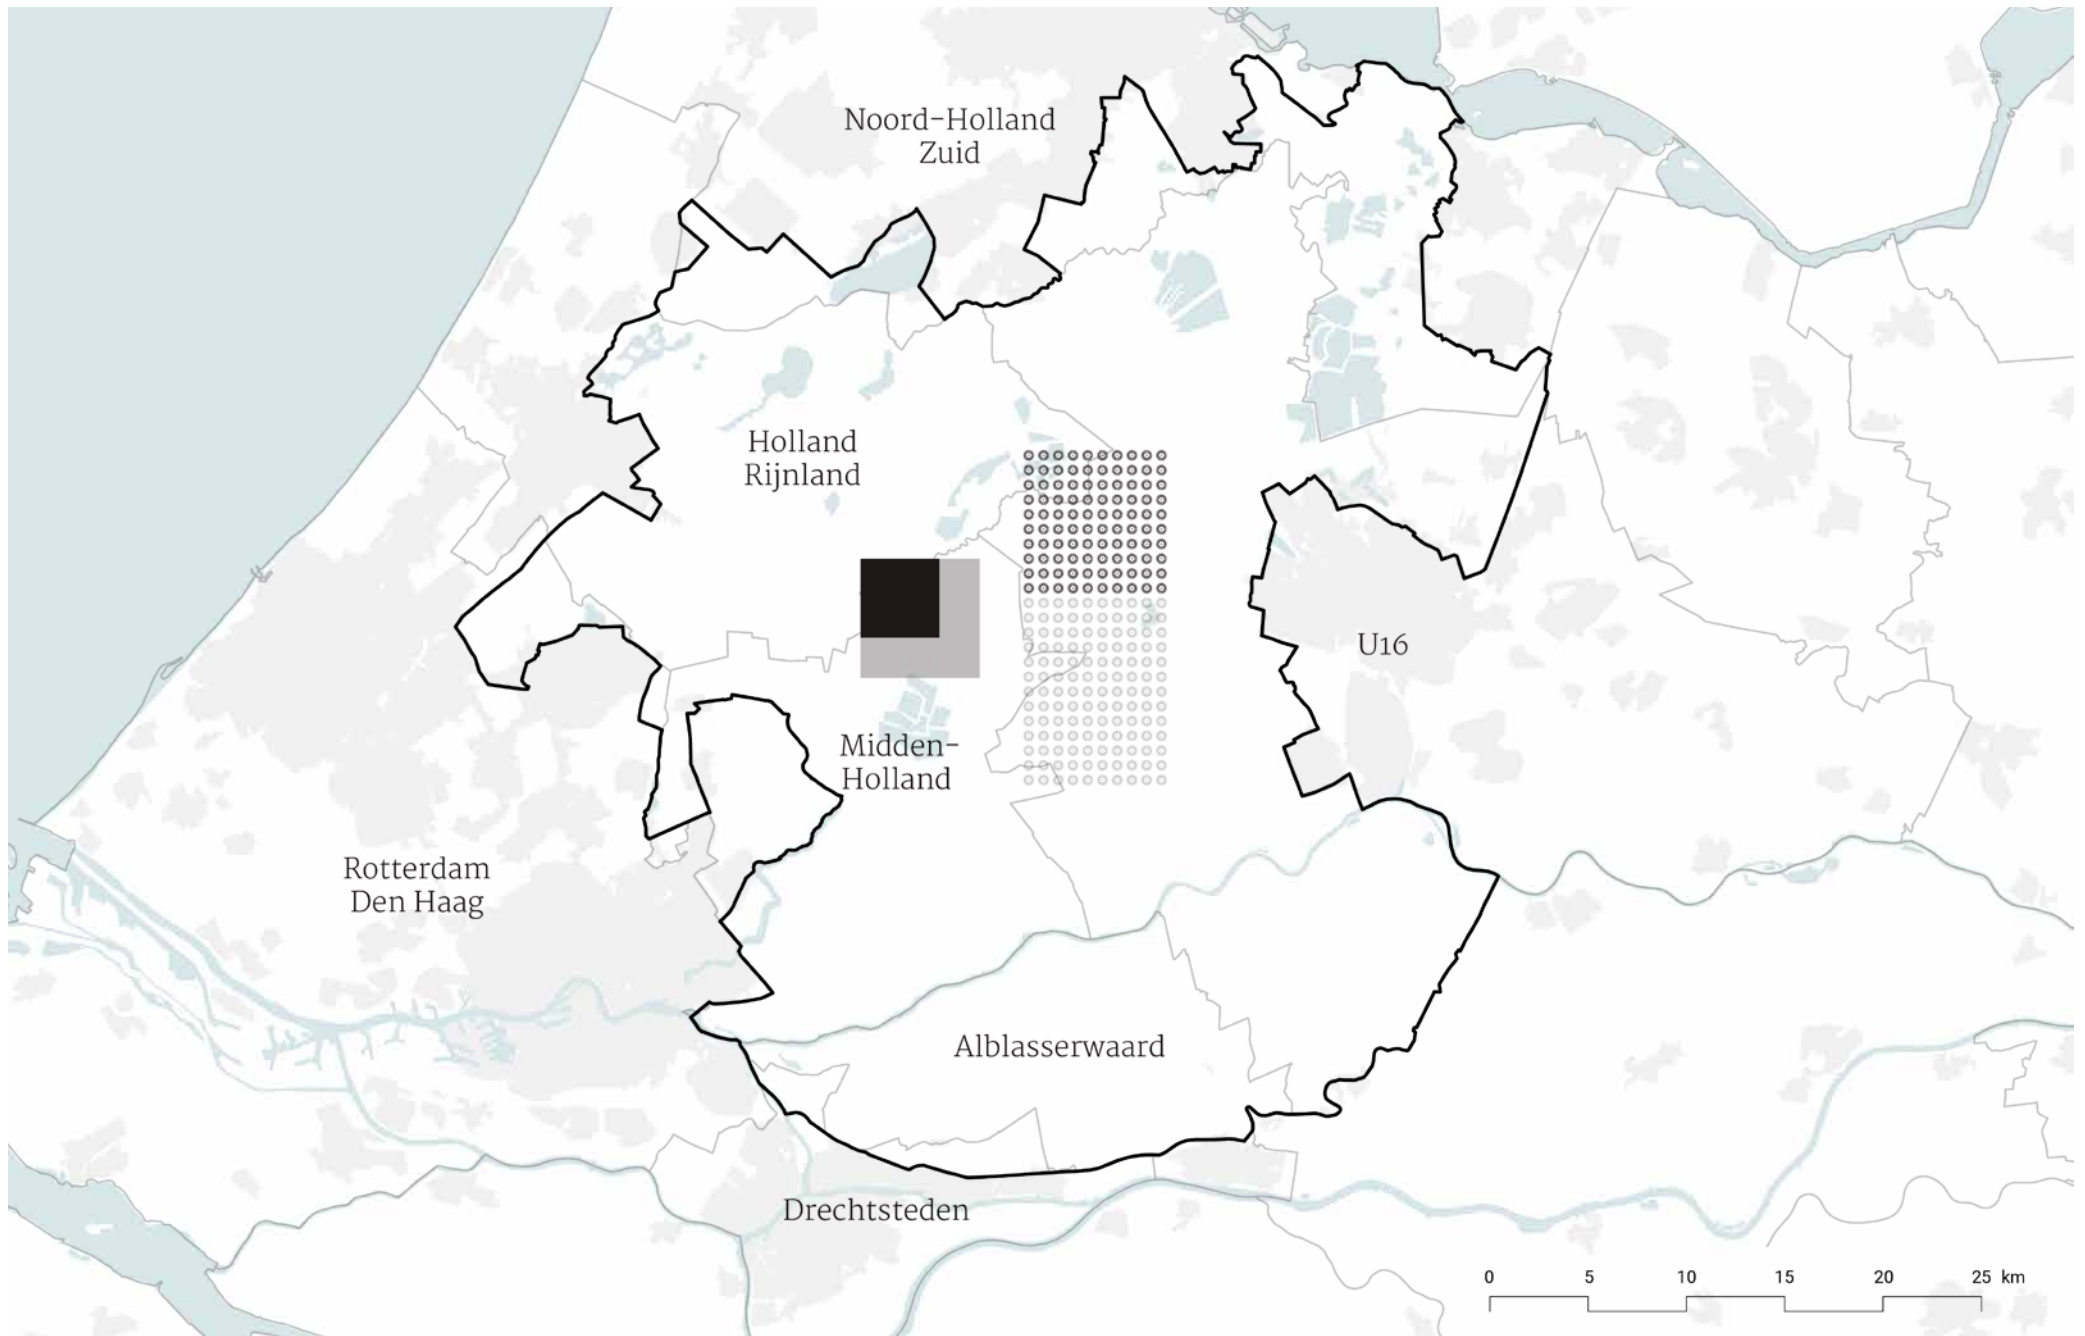 Noord-Holland
Zuid
Holland
Rijnland
U16
Midden-
Holland
Rotterdam
Den Haag
Alblasserwaard
Drechtsteden
0 5 10 15 20 25 km